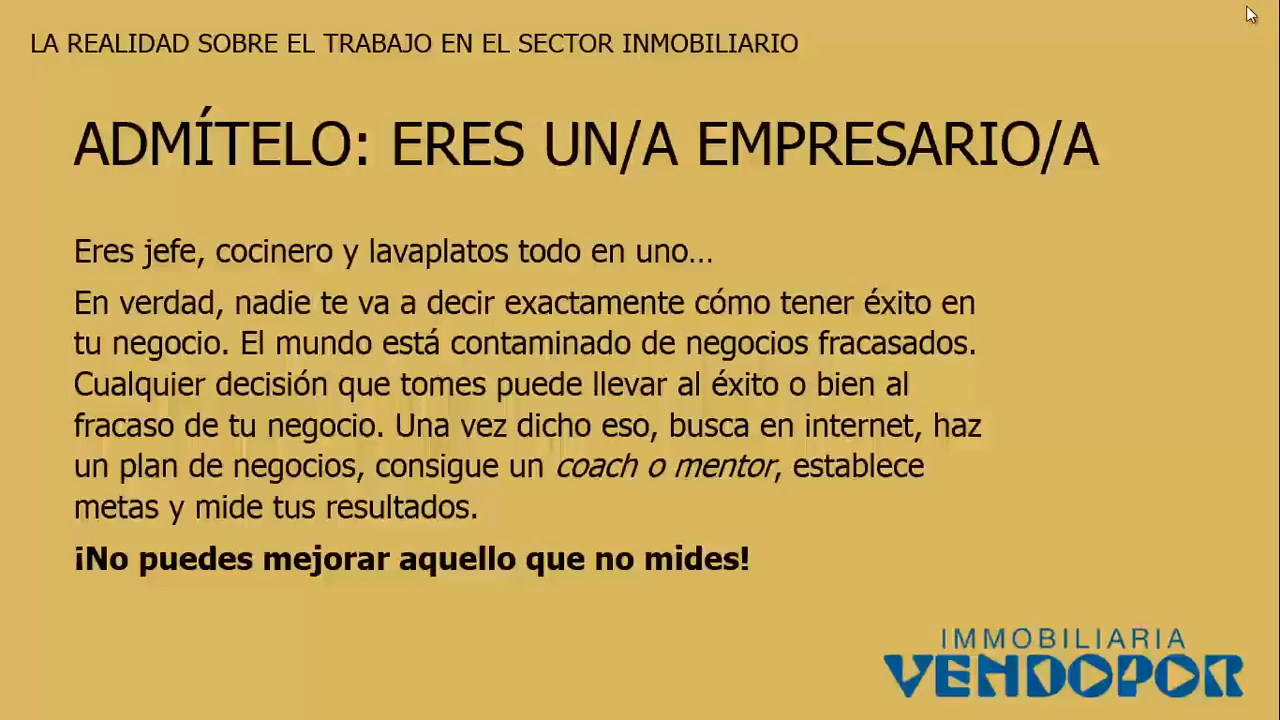 LA REALIDAD SOBRE EL TRABAJO EN EL SECTOR INMOBILIARIO
ADMÍTELO: ERES UN/A EMPRESARIO/A
Eres jefe, cocinero y lavaplatos todo en uno...
En verdad, nadie te va a decir exactamente cómo tener éxito en
tu negocio. El mundo está contaminado de negocios fracasados.
Cualquier decisión que tomes puede llevar al éxito o bien al
fracaso de tu negocio. Una vez dicho eso, busca en internet, haz
un plan de negocios, consigue un coach o mentor, establece
metas y mide tus resultados.
¡No puedes mejorar aquello que no mides!
IMMOBILIARIA
VENDOPOR